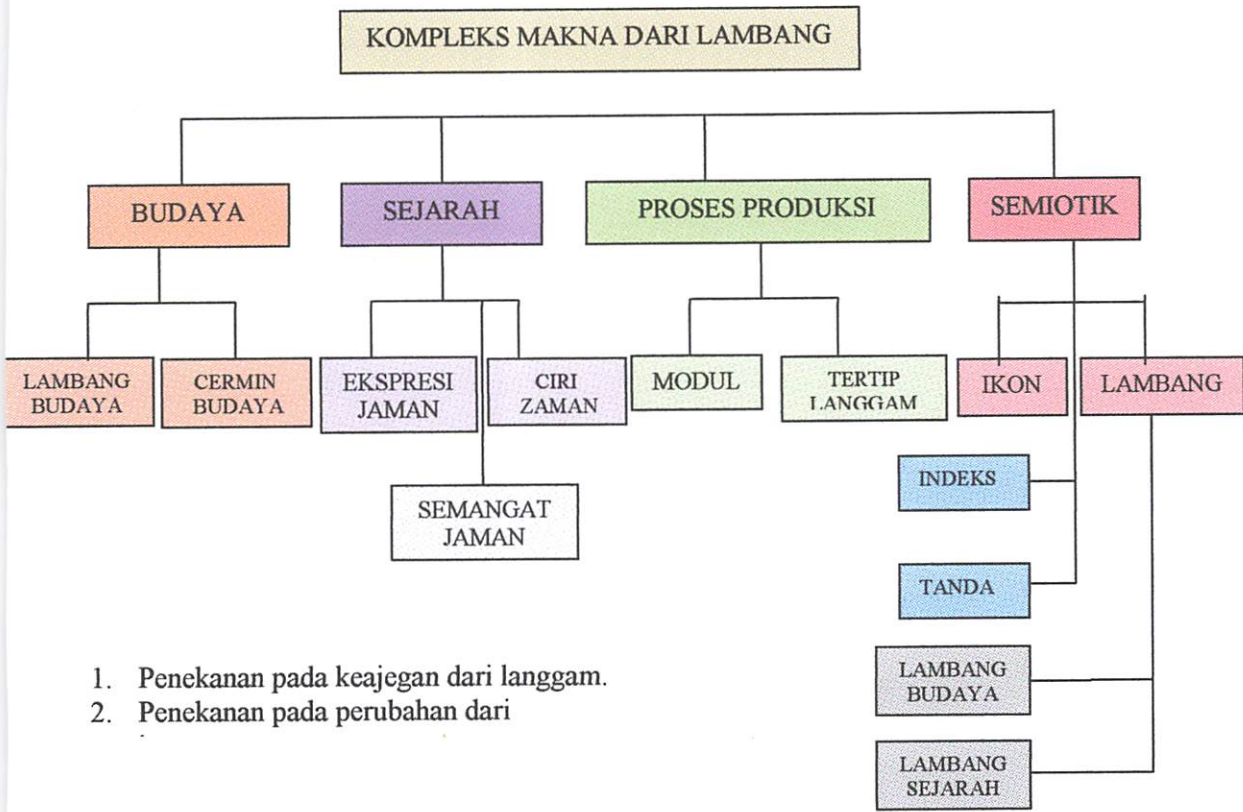 KOMPLEKS MAKNA DARI LAMBANG
BUDAYA
SEJARAH
PROSES PRODUKSI
SEMIOTIK
LAMBANG
BUDAYA
CERMIN
BUDAYA
EKSPRESI
JAMAN
CIRI
ZAMAN
MODUL
TERTIP
LANGGAM
IKON
LAMBANG
SEMANGAT
JAMAN
INDEKS
TANDA
LAMBANG
BUDAYA
LAMBANG
SEJARAH
1. Penekanan pada keajegan dari langgam.
2. Penekanan pada perubahan dari